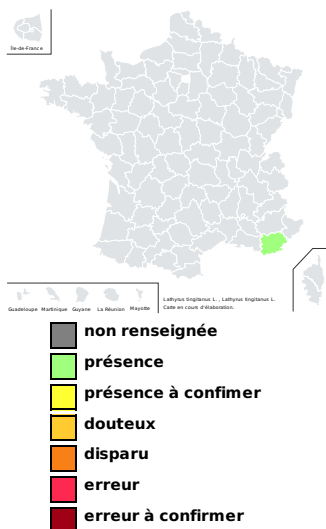 Île-de-France
Lathyrus tingitanus L. , Lathyrus tingitanus L.
Carte en cours d'élaboration.
Guadeloupe Martinique Guyane La Réunion Mayotte
non renseignée
présence
présence à confimer
douteux
disparu
erreur
erreur à confirmer